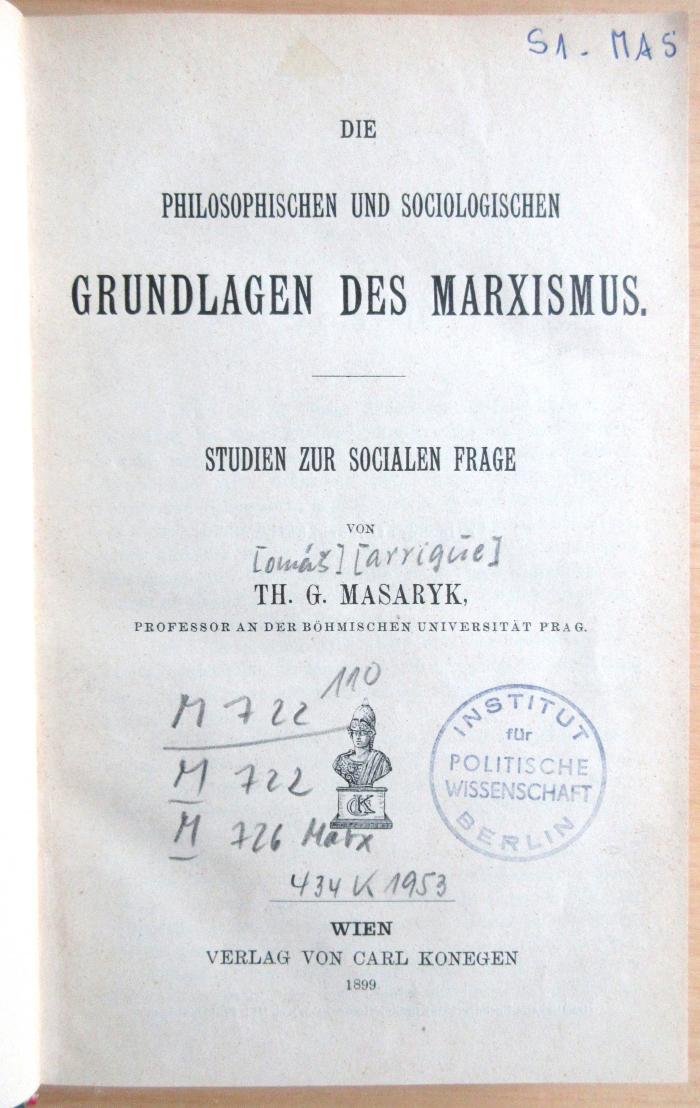 S1. MAS
DIE
PHILOSOPHISCHEN UND SOCIOLOGISCHEN
GRUNDLAGEN DES MARXISMUS.
STUDIEN ZUR SOCIALEN FRAGE
VON
[omáš] [arrigue]
TH. G. MASARYK,
PROFESSOR AN DER BÖHMISCHEN UNIVERSITÄT PRAG.
110
M 722
M 722
M 726 Marx
CK
INSTITUT
für
POLITISCHE
WISSENSCHAFT
BERLIN
434 K 1953
WIEN
VERLAG VON CARL KONEGEN
1899